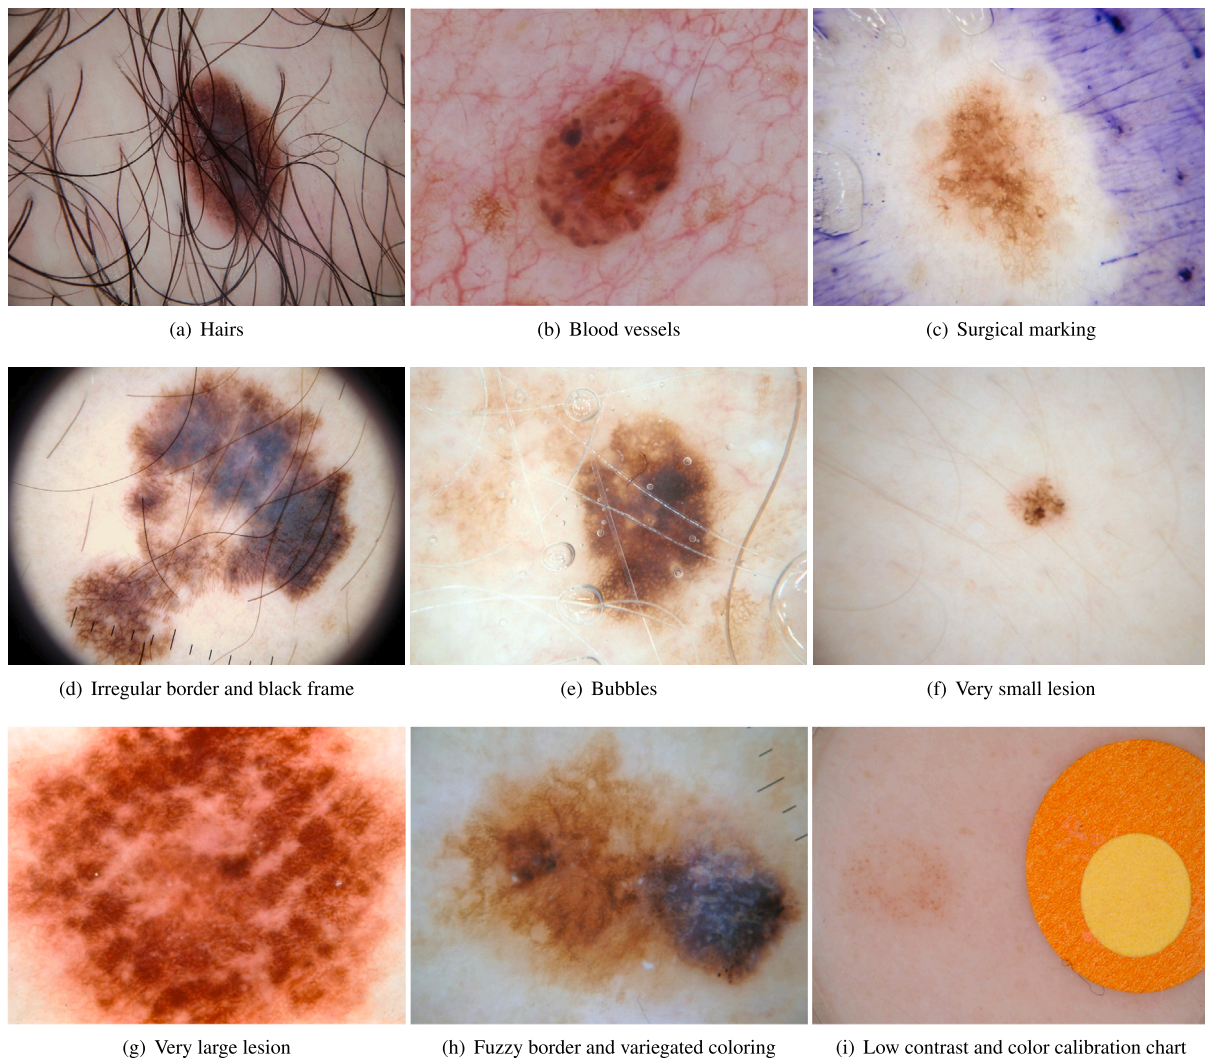 (a) Hairs
(b) Blood vessels
(c) Surgical marking
(d) Irregular border and black frame
(e) Bubbles
(f) Very small lesion
(g) Very large lesion
(h) Fuzzy border and variegated coloring
(i) Low contrast and color calibration chart